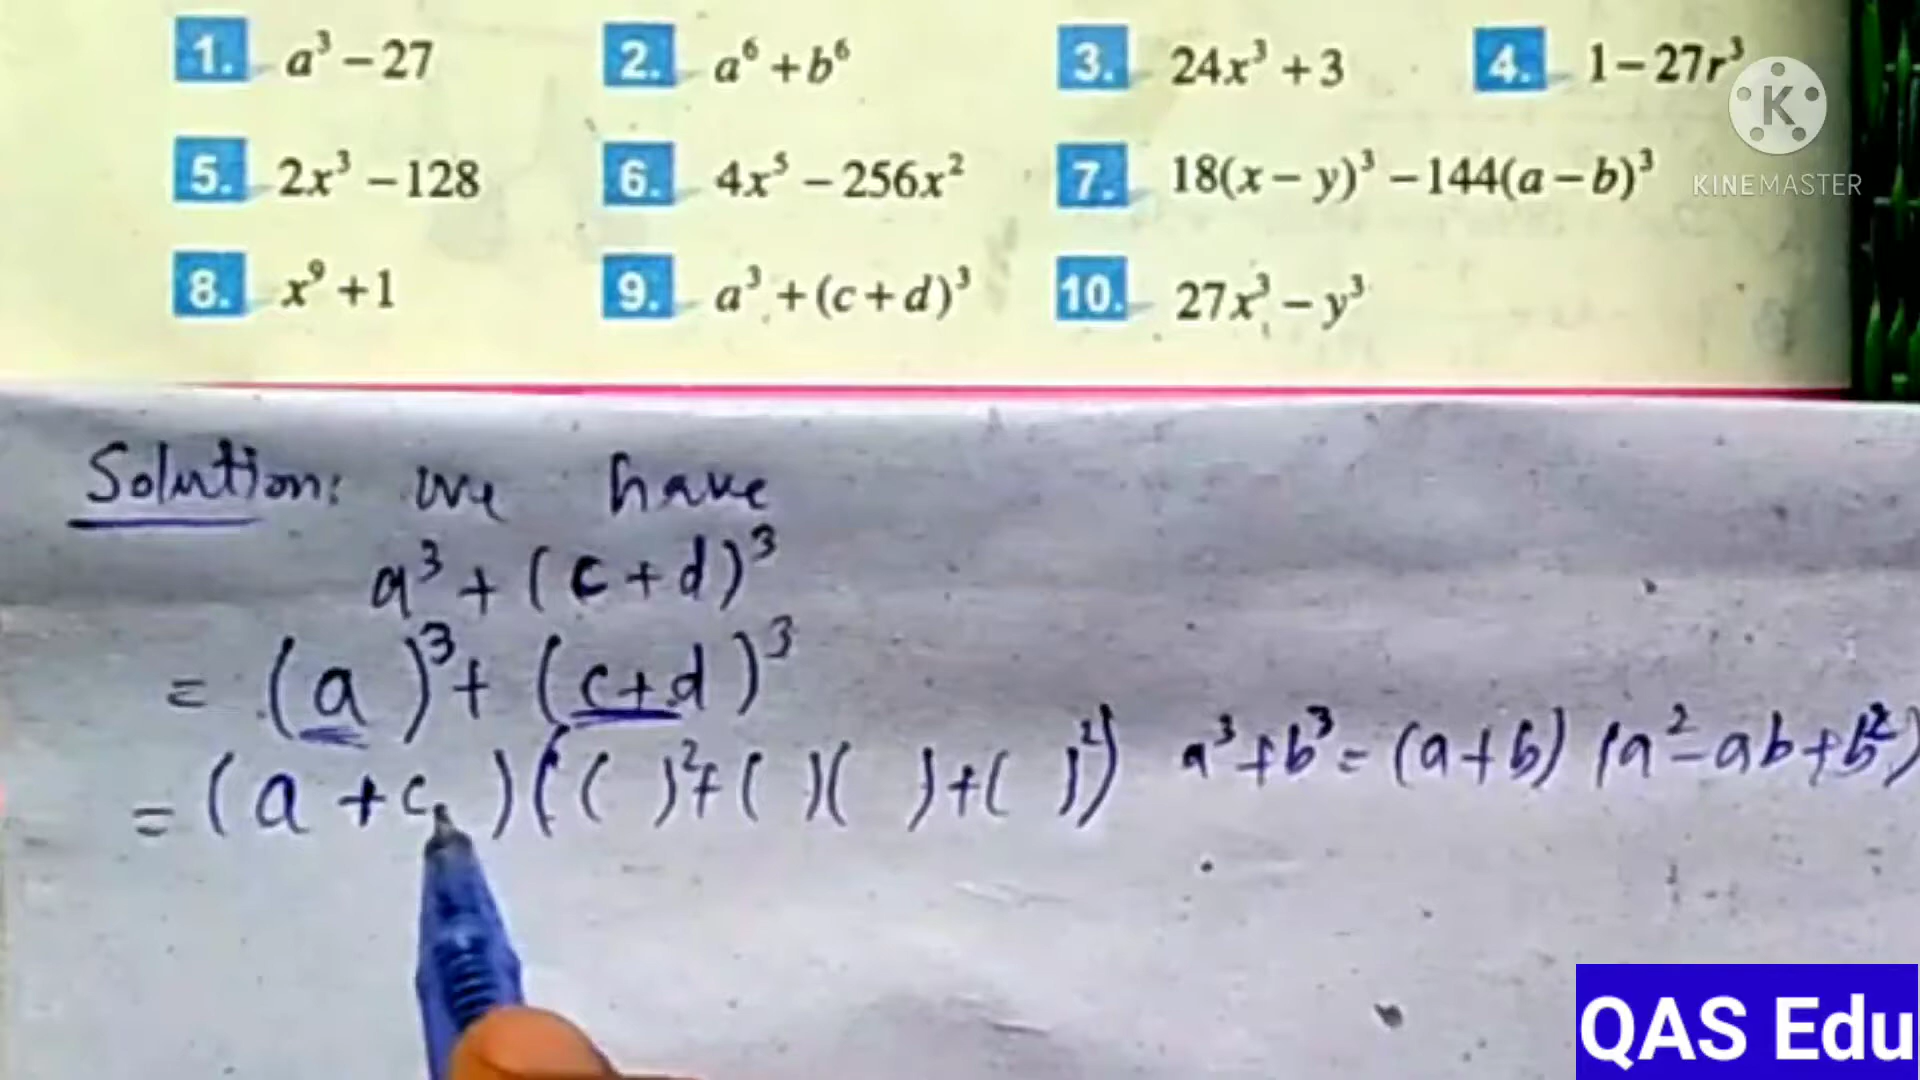 1. a³ – 27 2. a⁶ + b⁶ 3. 24x³ + 3 4. 1 – 27r³
5. 2x³ – 128 6. 4x⁵ – 256x² 7. 18(x – y)³ – 144(a – b)³
K
KINEMASTER
8. x⁹ + 1 9. a³ + (c + d)³ 10. 27x³ – y³
Solution: we have
a³ + (c + d)³
= (a)³ + (c+d)³
= (a + c )(( )² + ( )( ) + ( )²) a³ + b³ = (a + b) (a² – ab + b²)
QAS Edu